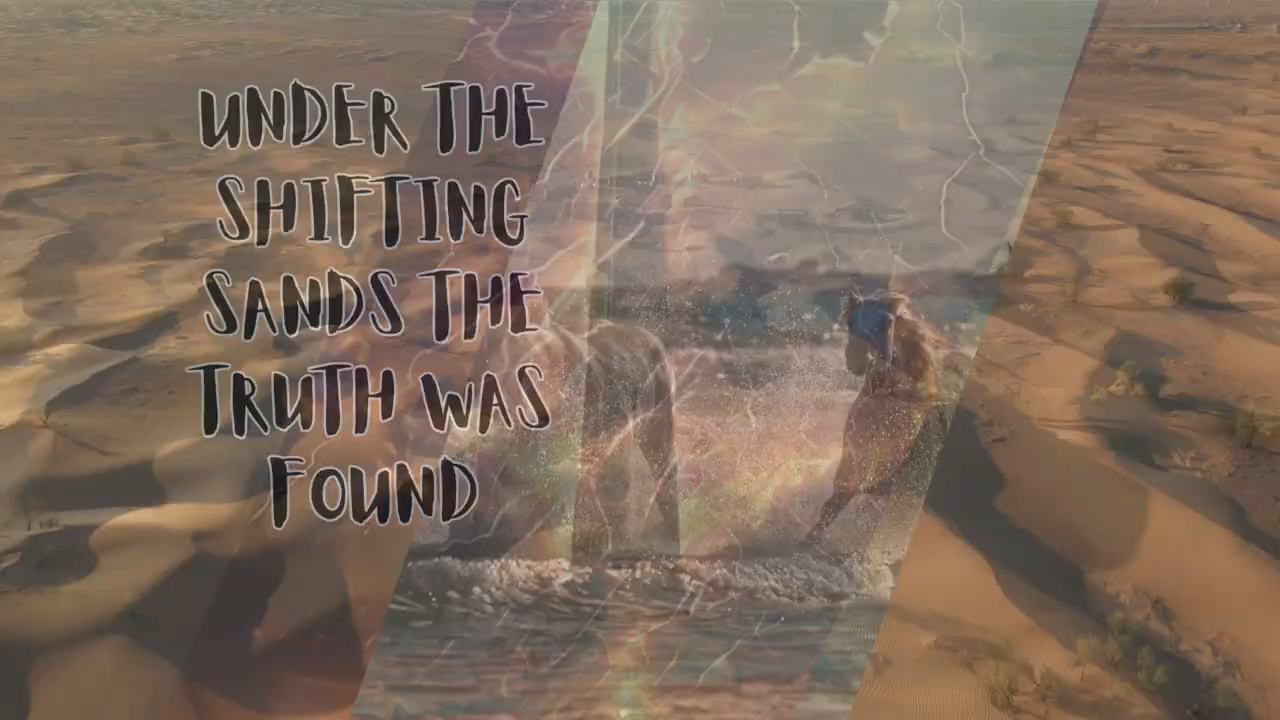 UNDER THE
SHIFTING
SANDS THE
TRUTH WAS
FOUND